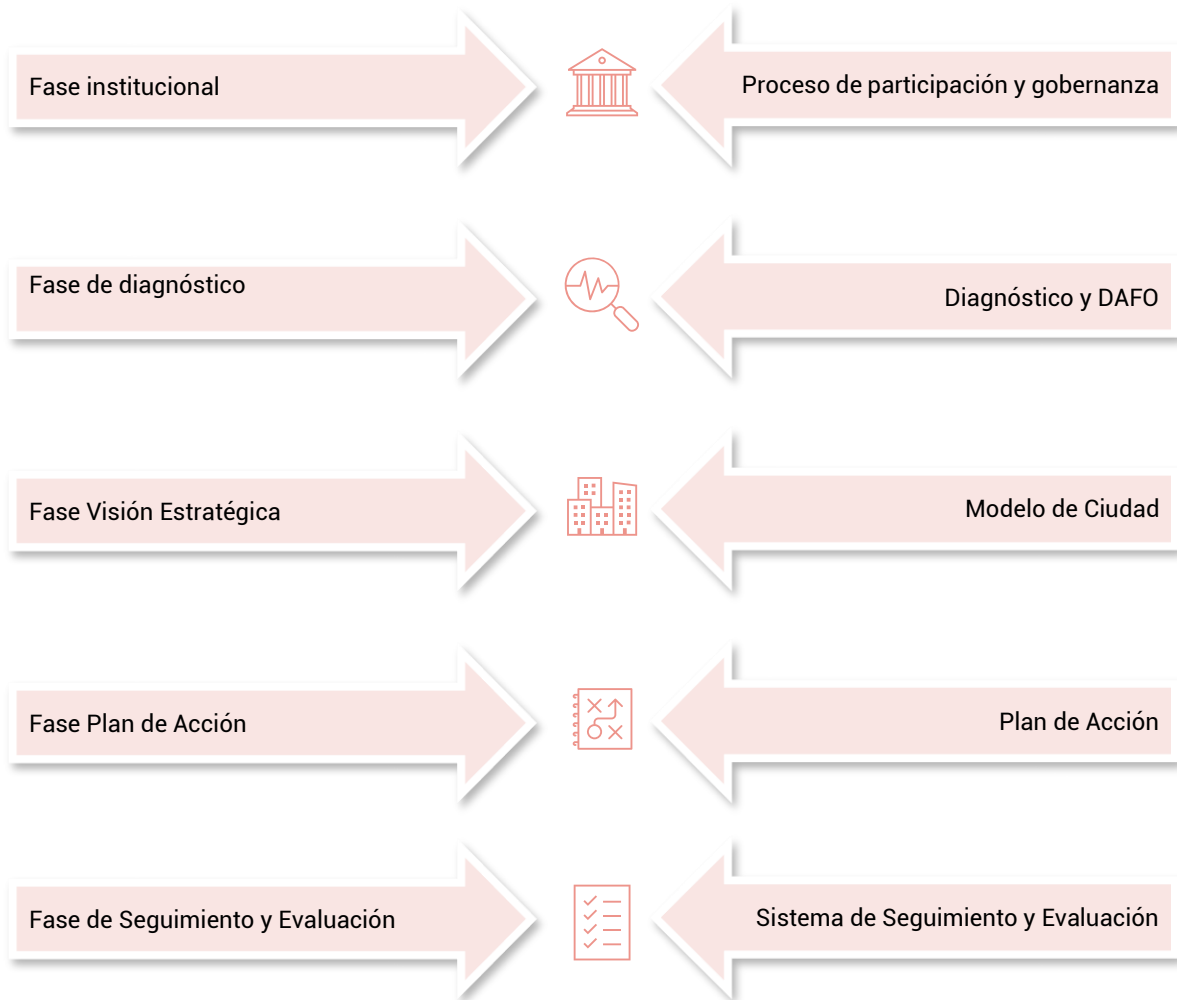 Fase institucional
Proceso de participación y gobernanza
Fase de diagnóstico
Diagnóstico y DAFO
Fase Visión Estratégica
Modelo de Ciudad
Fase Plan de Acción
Plan de Acción
Fase de Seguimiento y Evaluación
Sistema de Seguimiento y Evaluación